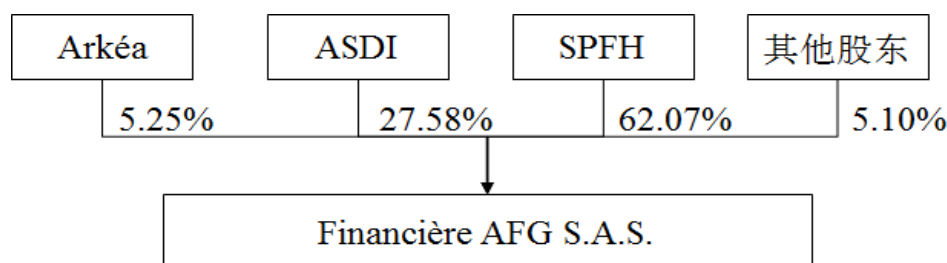 Arkéa ASDI SPFH 其他股东
5.25% 27.58% 62.07% 5.10%
Financière AFG S.A.S.